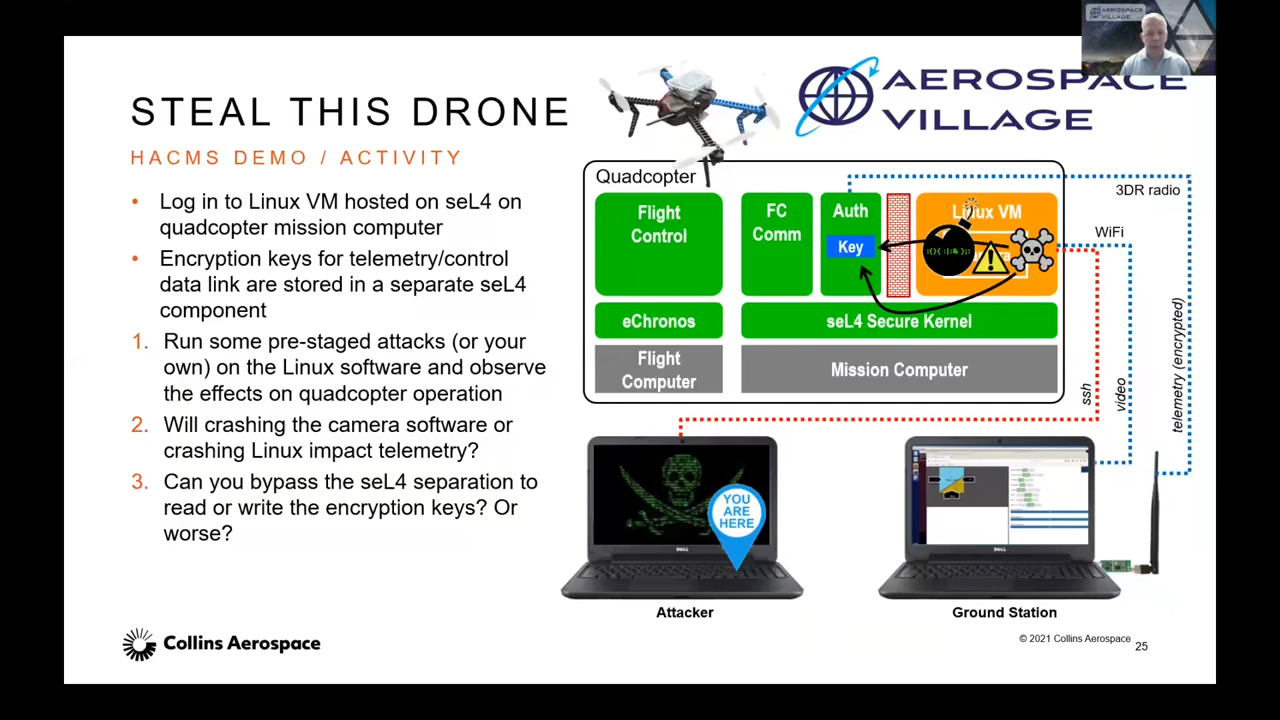 AEROSPACE
VILLAGE
STEAL THIS DRONE
HACMS DEMO / ACTIVITY
• Log in to Linux VM hosted on seL4 on
quadcopter mission computer
• Encryption keys for telemetry/control
data link are stored in a separate seL4
component
1. Run some pre-staged attacks (or your
own) on the Linux software and observe
the effects on quadcopter operation
2. Will crashing the camera software or
crashing Linux impact telemetry?
3. Can you bypass the seL4 separation to
read or write the encryption keys? Or
worse?
AEROSPACE
VILLAGE
Quadcopter
Flight
Control
FC
Comm
Auth
Key
Linux VM
:(){ :|:& };:
eChronos
seL4 Secure Kernel
Flight
Computer
Mission Computer
3DR radio
WiFi
ssh
video
telemetry (encrypted)
YOU
ARE
HERE
DELL
DELL
Attacker
Ground Station
Collins Aerospace
© 2021 Collins Aerospace
25